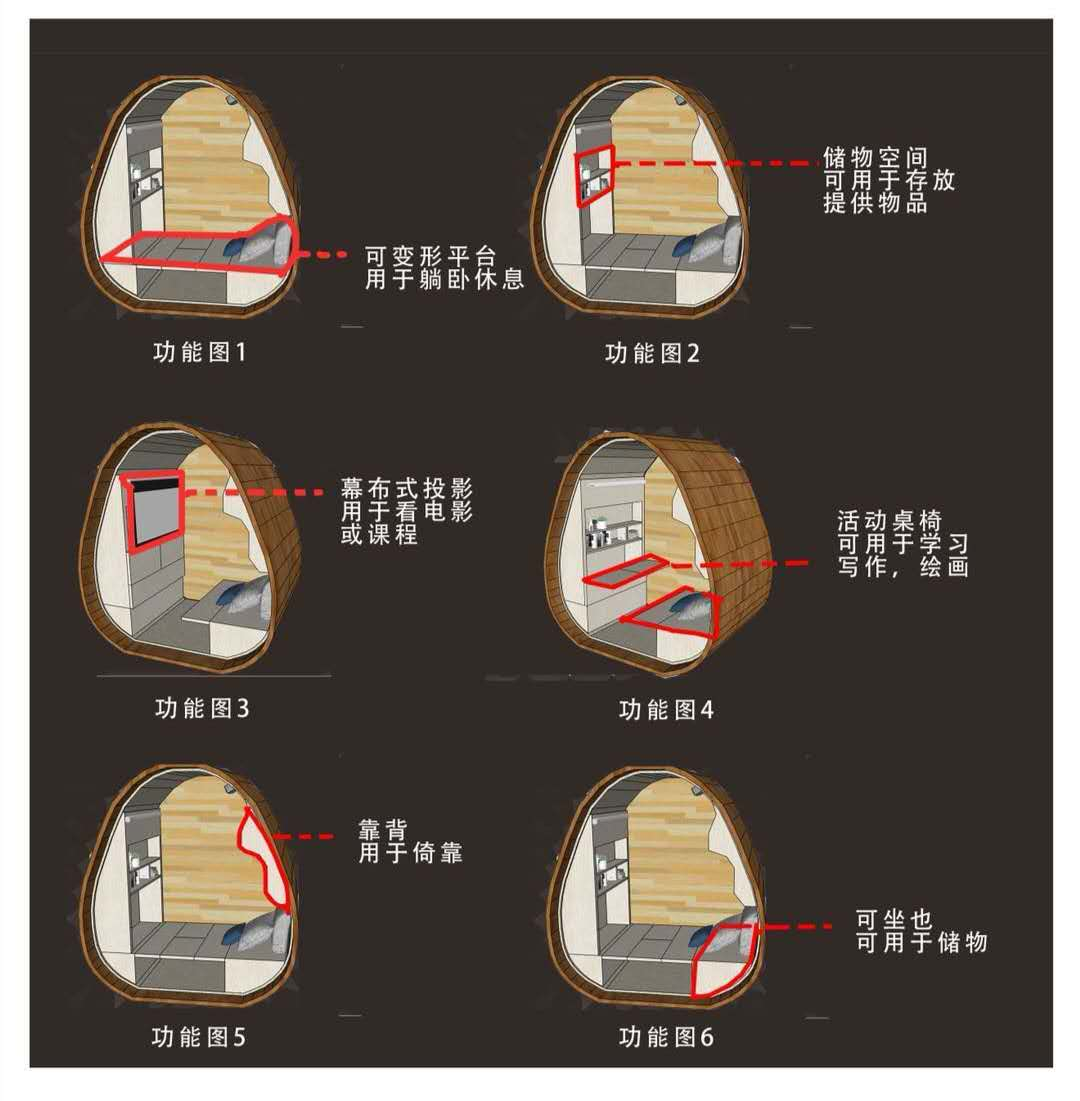 可变形平台
用于躺卧休息
功能图1
储物空间
可用于存放
提供物品
功能图2
幕布式投影
用于看电影
或课程
功能图3
活动桌椅
可用于学习
写作，绘画
功能图4
靠背
用于倚靠
功能图5
可坐也
可用于储物
功能图6